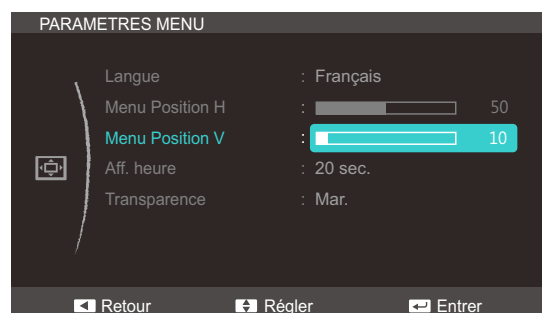 PARAMETRES MENU
Langue : Français
Menu Position H : 50
Menu Position V : 10
Aff. heure : 20 sec.
Transparence : Mar.
Retour Régler Entrer